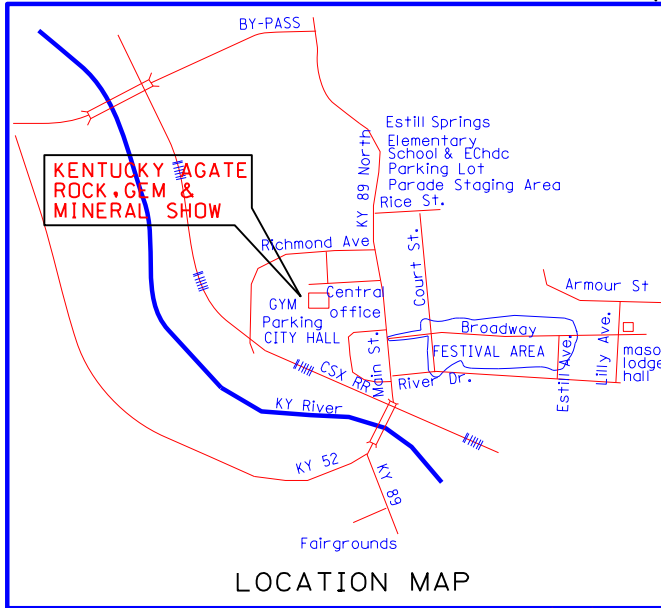 BY-PASS
Estill Springs
Elementary
School & EChdc
Parking Lot
Parade Staging Area
KY 89 North
Rice St.
KENTUCKY AGATE
ROCK, GEM &
MINERAL SHOW
Richmond Ave
Court St.
Armour St
GYM
Central
office
Parking
CITY HALL
Broadway
FESTIVAL AREA
Main St.
Estill Ave.
Lilly Ave.
maso
lodge
hall
CSX RR
River Dr.
KY River
KY 52
KY 89
Fairgrounds
LOCATION MAP